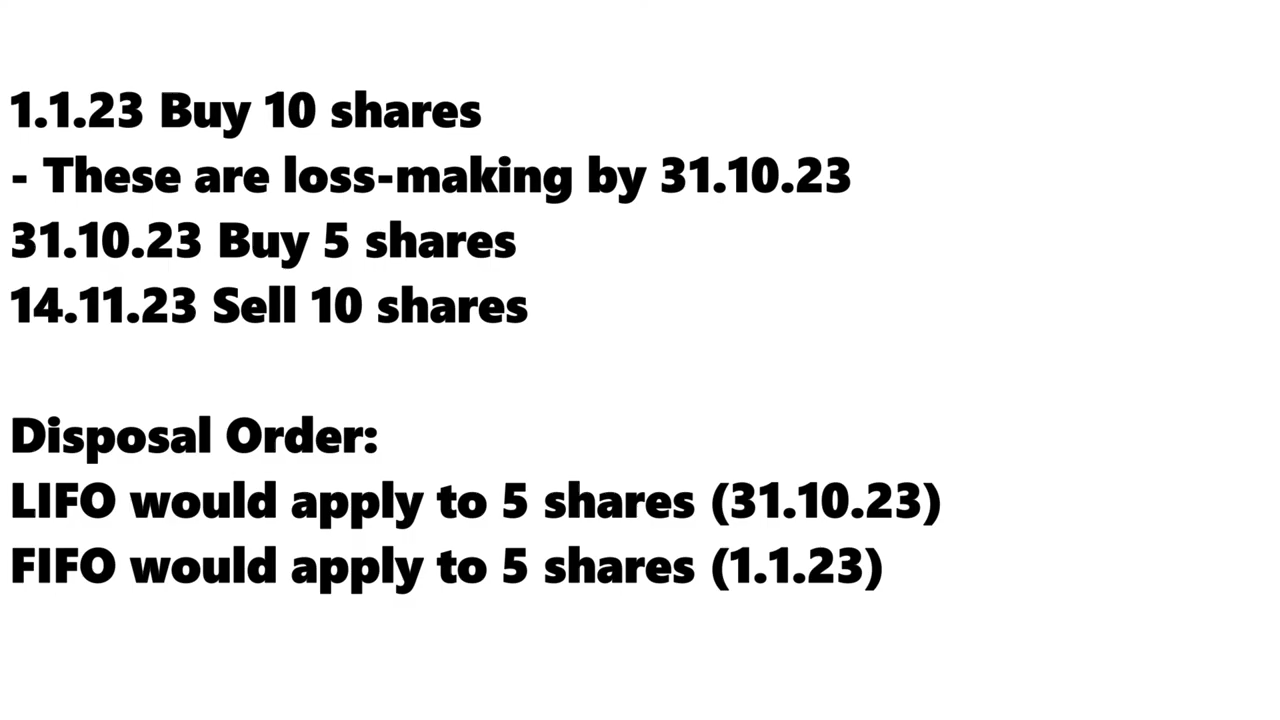 1.1.23 Buy 10 shares
- These are loss-making by 31.10.23
31.10.23 Buy 5 shares
14.11.23 Sell 10 shares
Disposal Order:
LIFO would apply to 5 shares (31.10.23)
FIFO would apply to 5 shares (1.1.23)